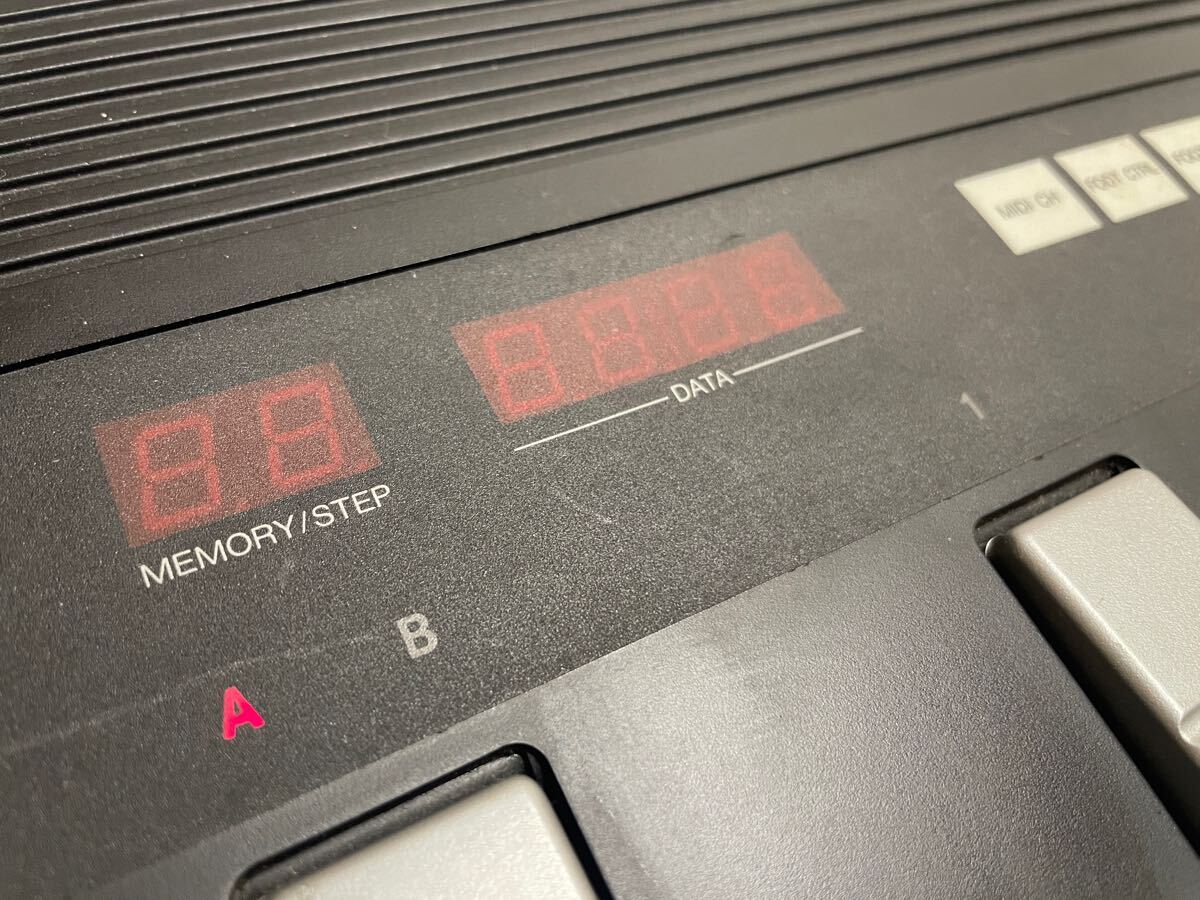 MIDI CH
FOOT CTRL
DATA
MEMORY/STEP
1
B
A